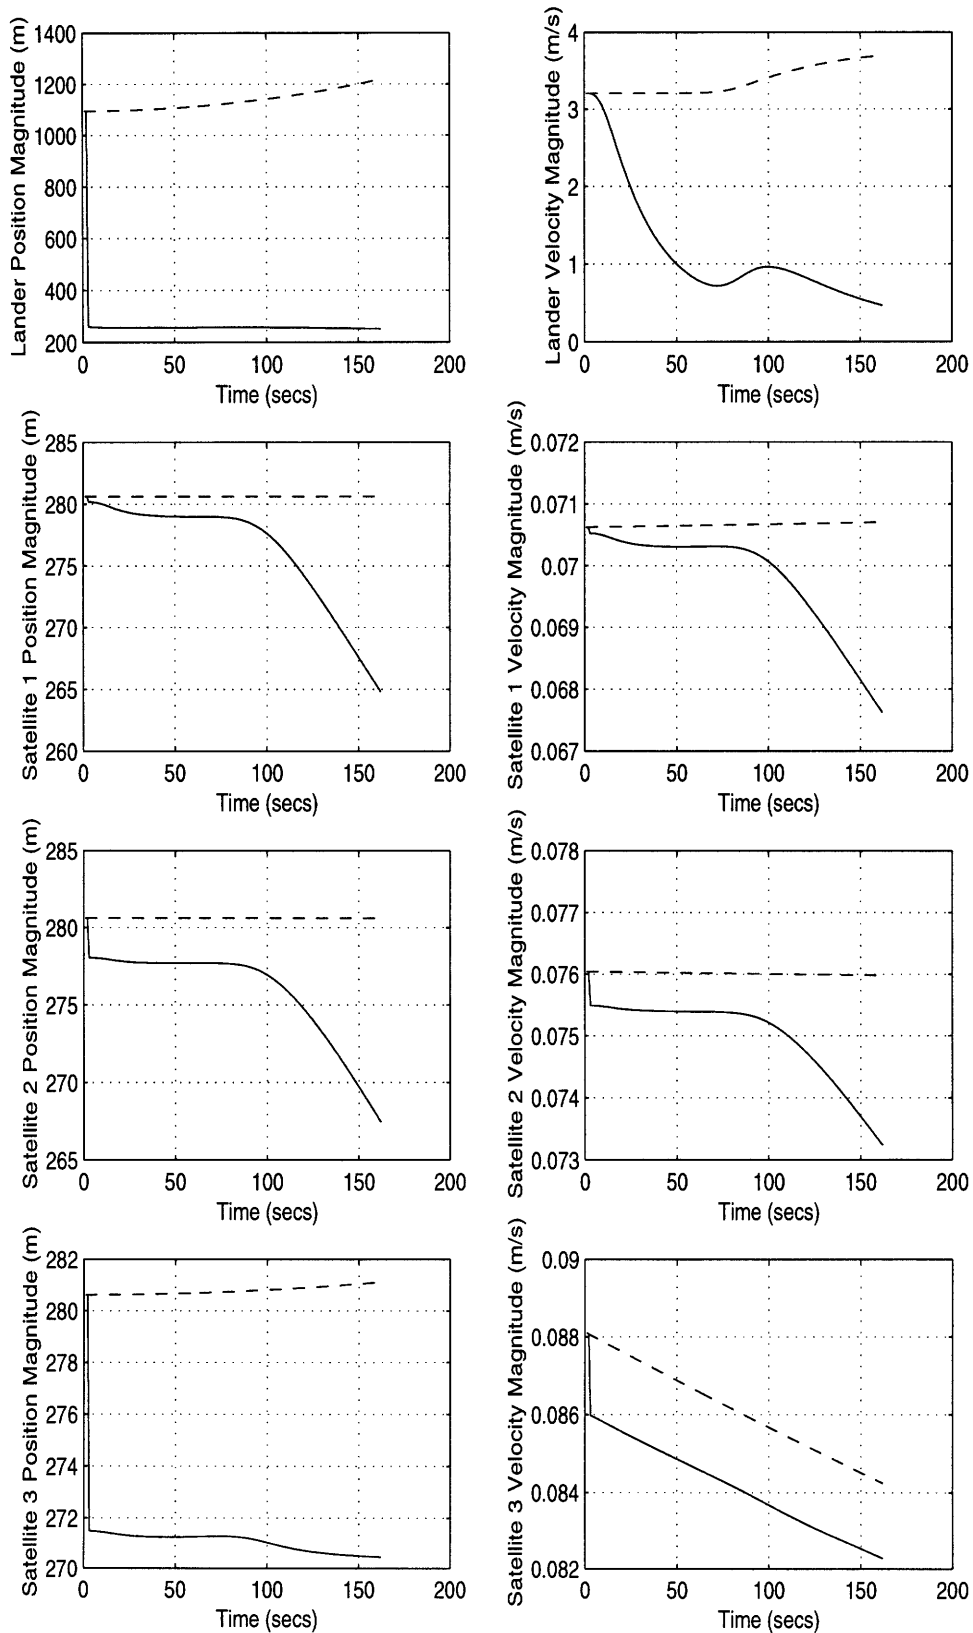 Lander Position Magnitude (m)
1400
1200
1000
800
600
400
200
0 50 100 150 200
Time (secs)
Lander Velocity Magnitude (m/s)
4
3
2
1
0
0 50 100 150 200
Time (secs)
Satellite 1 Position Magnitude (m)
285
280
275
270
265
260
0 50 100 150 200
Time (secs)
Satellite 1 Velocity Magnitude (m/s)
0.072
0.071
0.07
0.069
0.068
0.067
0 50 100 150 200
Time (secs)
Satellite 2 Position Magnitude (m)
285
280
275
270
265
0 50 100 150 200
Time (secs)
Satellite 2 Velocity Magnitude (m/s)
0.078
0.077
0.076
0.075
0.074
0.073
0 50 100 150 200
Time (secs)
Satellite 3 Position Magnitude (m)
282
280
278
276
274
272
270
0 50 100 150 200
Time (secs)
Satellite 3 Velocity Magnitude (m/s)
0.09
0.088
0.086
0.084
0.082
0 50 100 150 200
Time (secs)